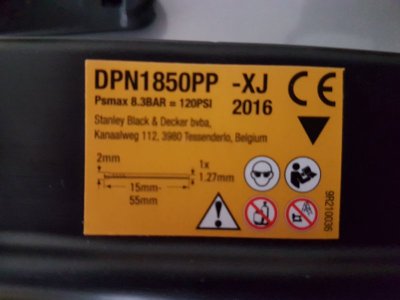 DPN1850PP -XJ
Psmax 8.3BAR = 120PSI 2016
CE
Stanley Black & Decker bvba,
Kanaalweg 112, 3980 Tessenderlo, Belgium
2mm
1x
1.27mm
15mm-
55mm
9R210036